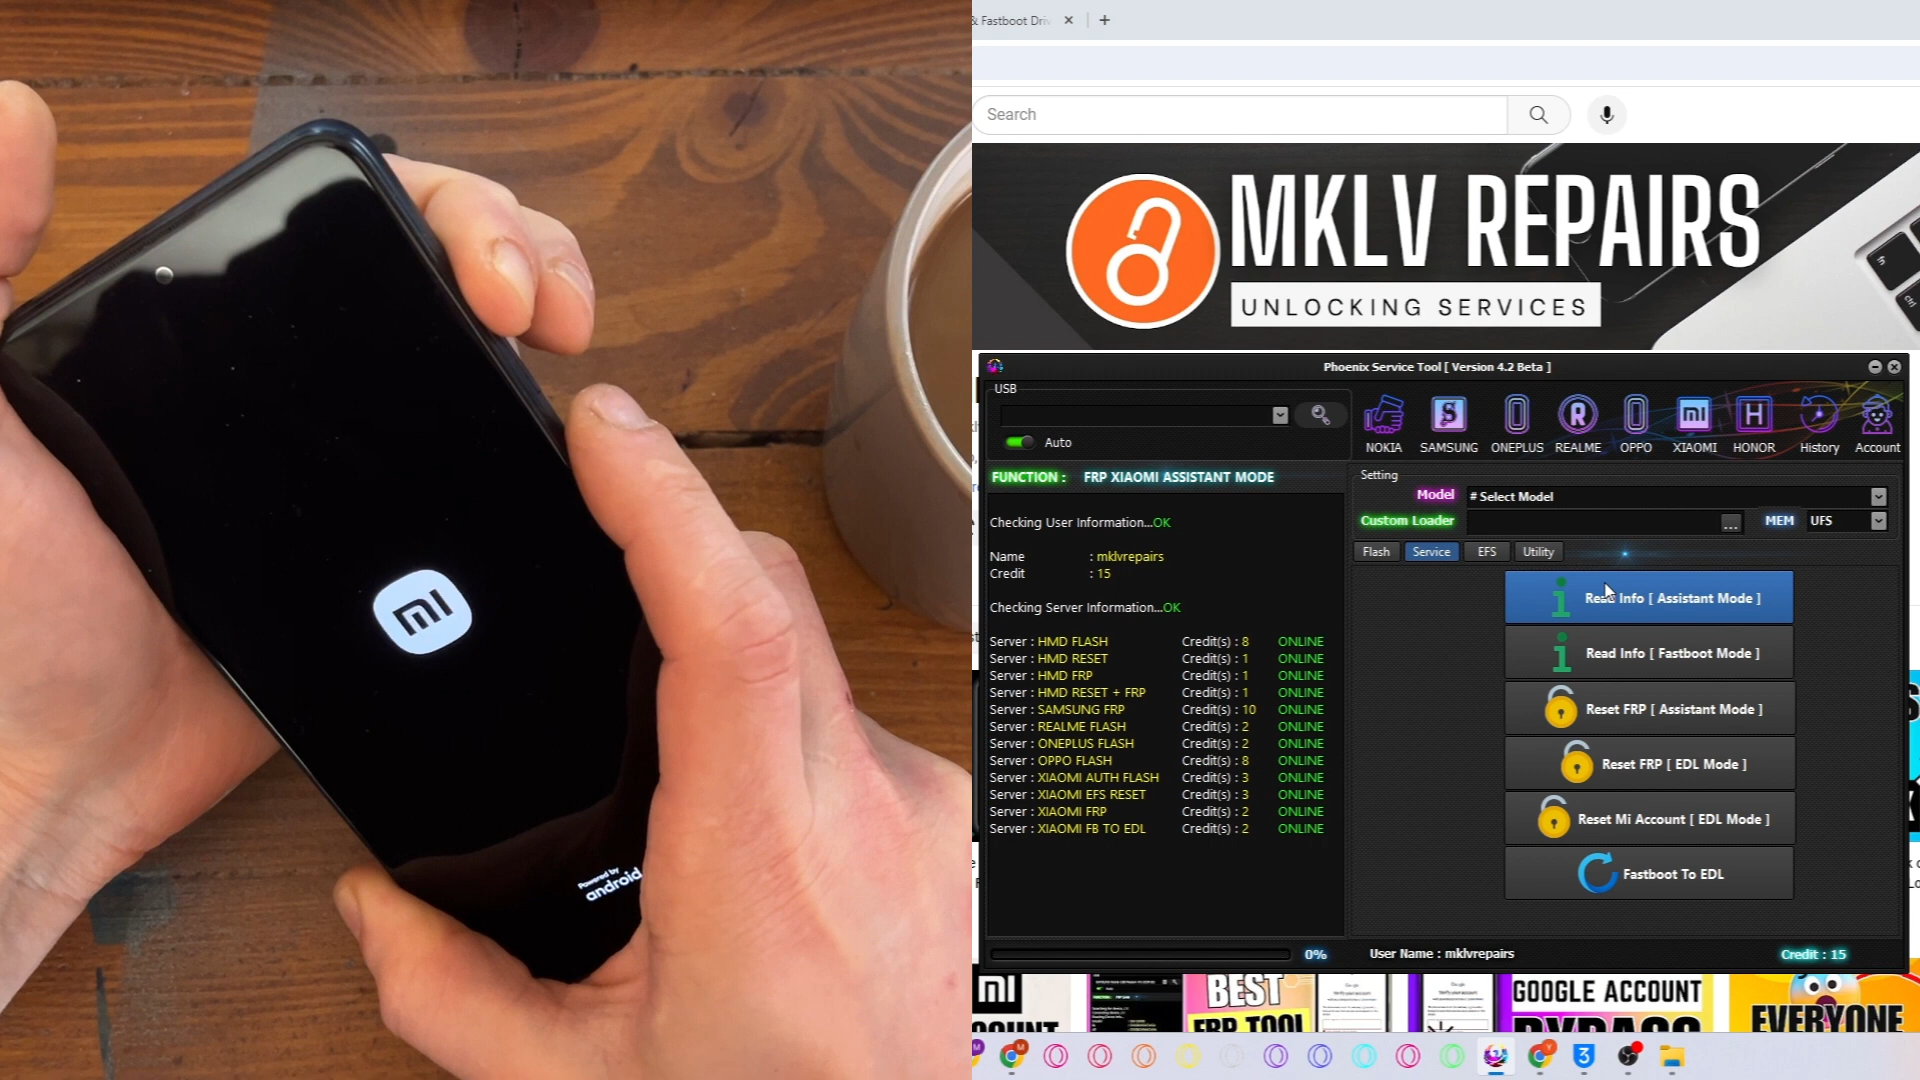 Powered by
android
& Fastboot Driv
Search
MKLV REPAIRS
UNLOCKING SERVICES
Phoenix Service Tool [ Version 4.2 Beta ]
USB
Auto
NOKIA SAMSUNG ONEPLUS REALME OPPO XIAOMI HONOR History Account
FUNCTION : FRP XIAOMI ASSISTANT MODE
Setting
Model # Select Model
Custom Loader ... MEM UFS
Flash Service EFS Utility
Checking User Information...OK
Name : mklvrepairs
Credit : 15
Checking Server Information...OK
Server : HMD FLASH Credit(s) : 8 ONLINE
Server : HMD RESET Credit(s) : 1 ONLINE
Server : HMD FRP Credit(s) : 1 ONLINE
Server : HMD RESET + FRP Credit(s) : 1 ONLINE
Server : SAMSUNG FRP Credit(s) : 10 ONLINE
Server : REALME FLASH Credit(s) : 2 ONLINE
Server : ONEPLUS FLASH Credit(s) : 2 ONLINE
Server : OPPO FLASH Credit(s) : 8 ONLINE
Server : XIAOMI AUTH FLASH Credit(s) : 3 ONLINE
Server : XIAOMI EFS RESET Credit(s) : 3 ONLINE
Server : XIAOMI FRP Credit(s) : 2 ONLINE
Server : XIAOMI FB TO EDL Credit(s) : 2 ONLINE
Read Info [ Assistant Mode ]
Read Info [ Fastboot Mode ]
Reset FRP [ Assistant Mode ]
Reset FRP [ EDL Mode ]
Reset Mi Account [ EDL Mode ]
Fastboot To EDL
0% User Name : mklvrepairs Credit : 15
BEST
FRP TOOL
GOOGLE ACCOUNT
BYPASS
EVERYONE